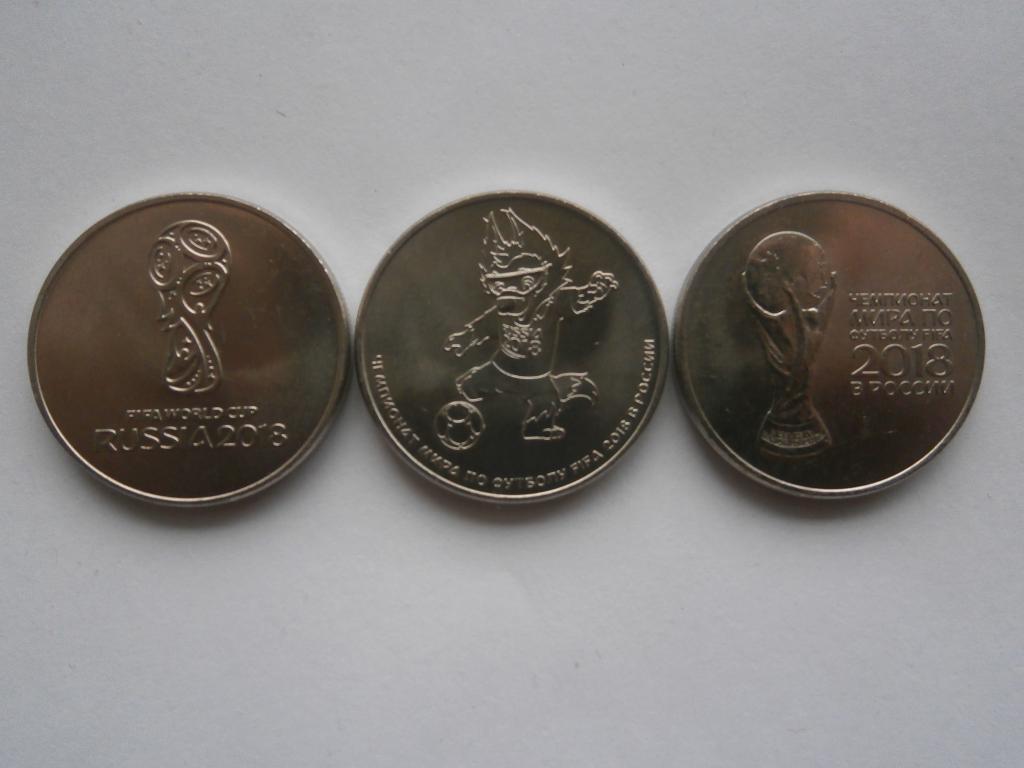 FIFA WORLD CUP
RUSSIA 2018
ЧЕМПИОНАТ МИРА ПО ФУТБОЛУ FIFA 2018 В РОССИИ
ЧЕМПИОНАТ
МИРА ПО
ФУТБОЛУ FIFA
2018
В РОССИИ